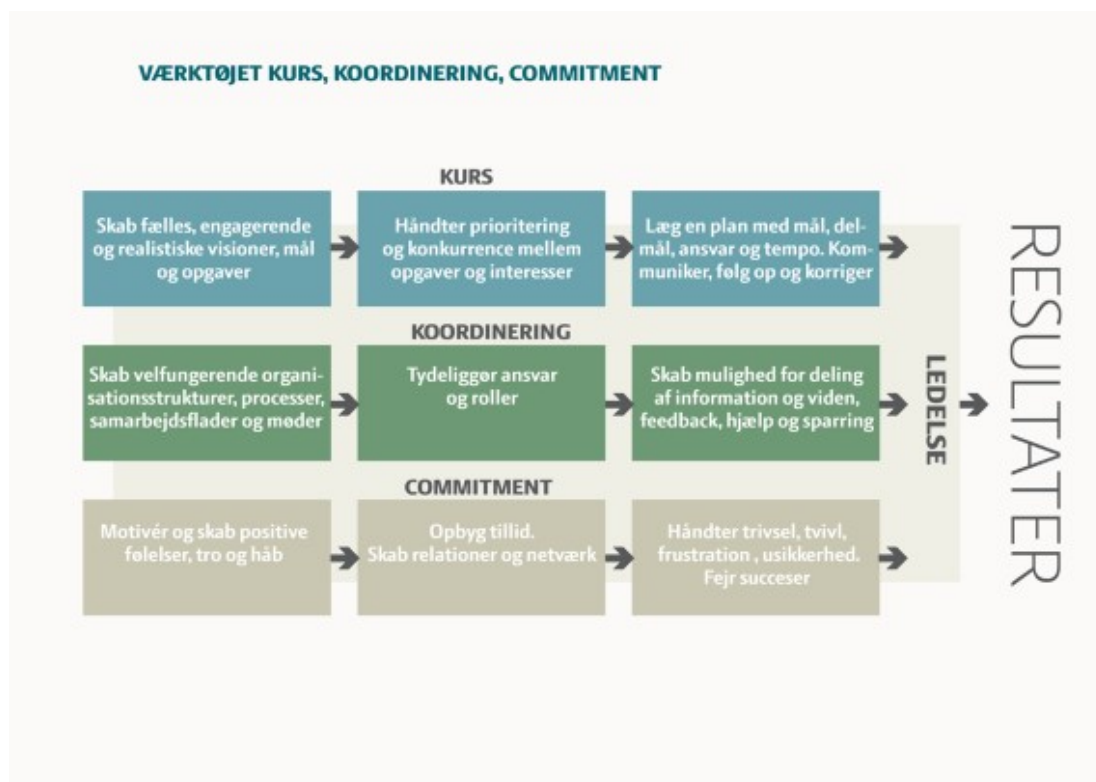 VÆRKTØJET KURS, KOORDINERING, COMMITMENT
KURS
Skab fælles, engagerende
og realistiske visioner, mål
og opgaver
Håndter prioritering
og konkurrence mellem
opgaver og interesser
Læg en plan med mål, del-
mål, ansvar og tempo. Kom-
muniker, følg op og korriger
KOORDINERING
Skab velfungerende organi-
sationsstrukturer, processer,
samarbejdsflader og møder
Tydeliggør ansvar
og roller
Skab mulighed for deling
af information og viden,
feedback, hjælp og sparring
COMMITMENT
Motivér og skab positive
følelser, tro og håb
Opbyg tillid.
Skab relationer og netværk
Håndter trivsel, tvivl,
frustration , usikkerhed.
Fejr succeser
LEDELSE
RESULTATER